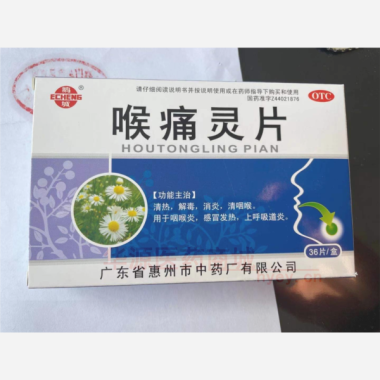 鹅城
ECHENG
请仔细阅读说明书并按说明使用或在药师指导下购买和使用
国药准字Z44021878
OTC
喉痛灵片
HOUTONGLING PIAN
【功能主治】
清热，解毒，消炎，清咽喉。
用于咽喉炎，感冒发热，上呼吸道炎。
36片/盒
广东省惠州市中药厂有限公司